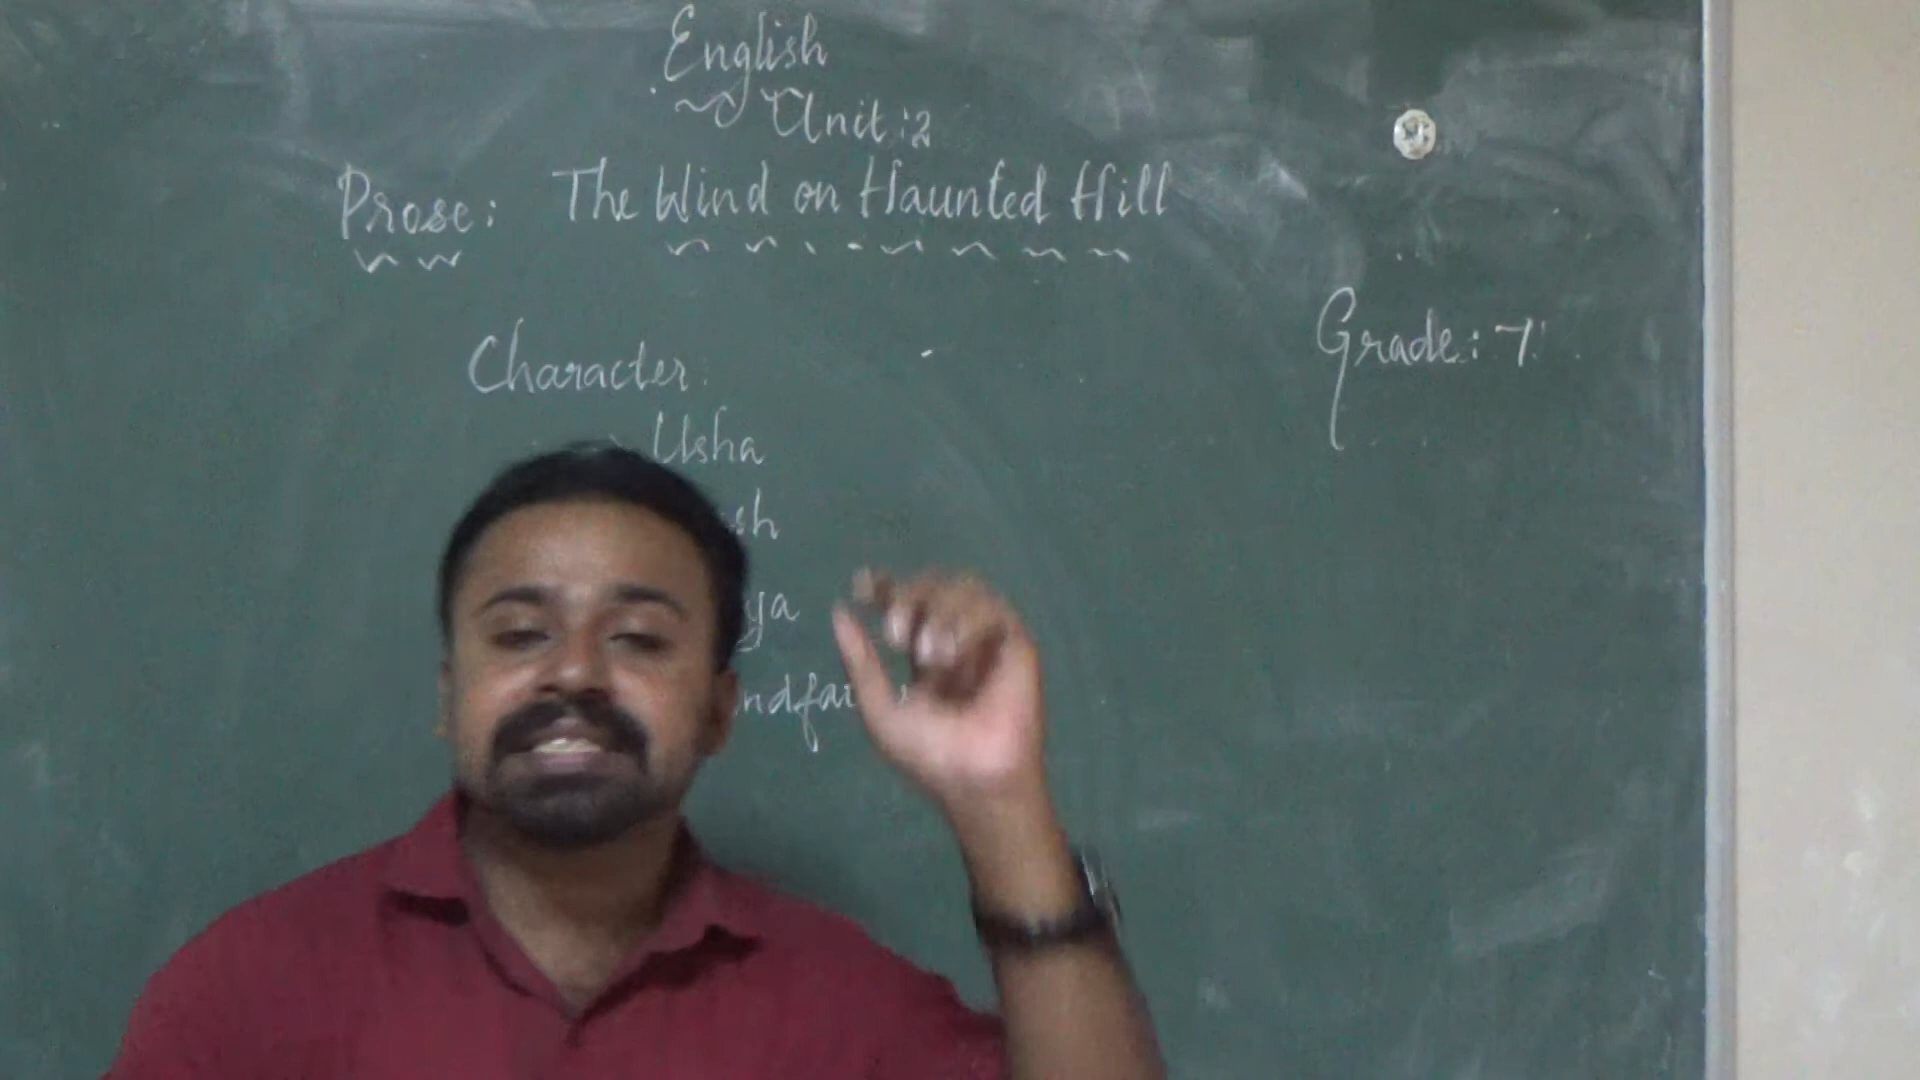 English
Unit:2
Prose: The Wind on Haunted Hill
Grade: 7
Character:
Usha